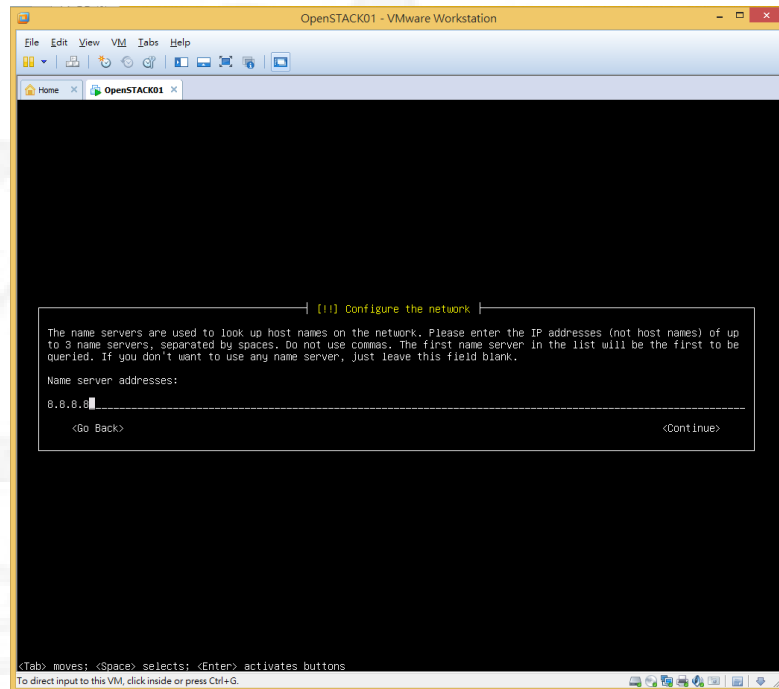 OpenSTACK01 - VMware Workstation
File Edit View VM Tabs Help
Home OpenSTACK01
[!!] Configure the network
The name servers are used to look up host names on the network. Please enter the IP addresses (not host names) of up
to 3 name servers, separated by spaces. Do not use commas. The first name server in the list will be the first to be
queried. If you don't want to use any name server, just leave this field blank.
Name server addresses:
8.8.8.8
<Go Back> <Continue>
<Tab> moves; <Space> selects; <Enter> activates buttons
To direct input to this VM, click inside or press Ctrl+G.